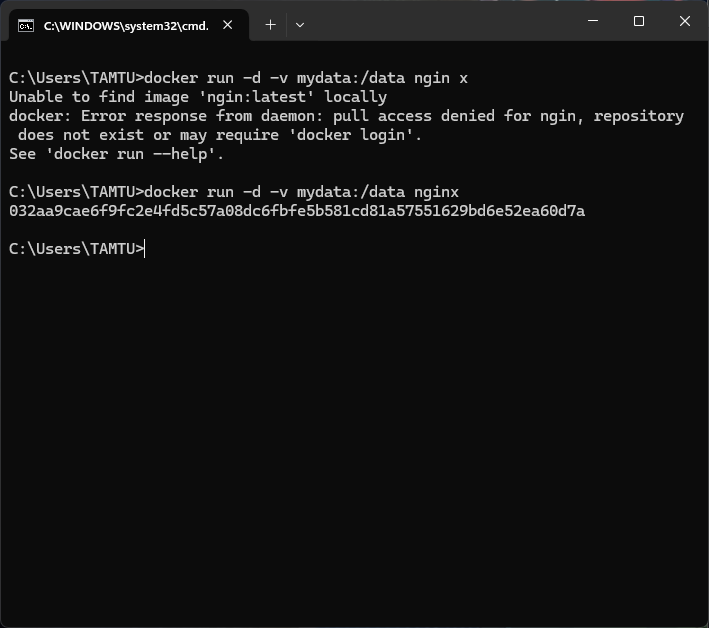 C:\WINDOWS\system32\cmd.
C:\Users\TAMTU>docker run -d -v mydata:/data ngin x
Unable to find image 'ngin:latest' locally
docker: Error response from daemon: pull access denied for ngin, repository
does not exist or may require 'docker login'.
See 'docker run --help'.
C:\Users\TAMTU>docker run -d -v mydata:/data nginx
032aa9cae6f9fc2e4fd5c57a08dc6fbfe5b581cd81a57551629bd6e52ea60d7a
C:\Users\TAMTU>